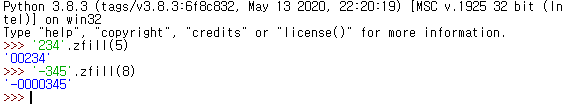 Python 3.8.3 (tags/v3.8.3:6f8c832, May 13 2020, 22:20:19) [MSC v.1925 32 bit (In
tel)] on win32
Type "help", "copyright", "credits" or "license()" for more information.
>>> '234'.zfill(5)
'00234'
>>> '-345'.zfill(8)
'-0000345'
>>>